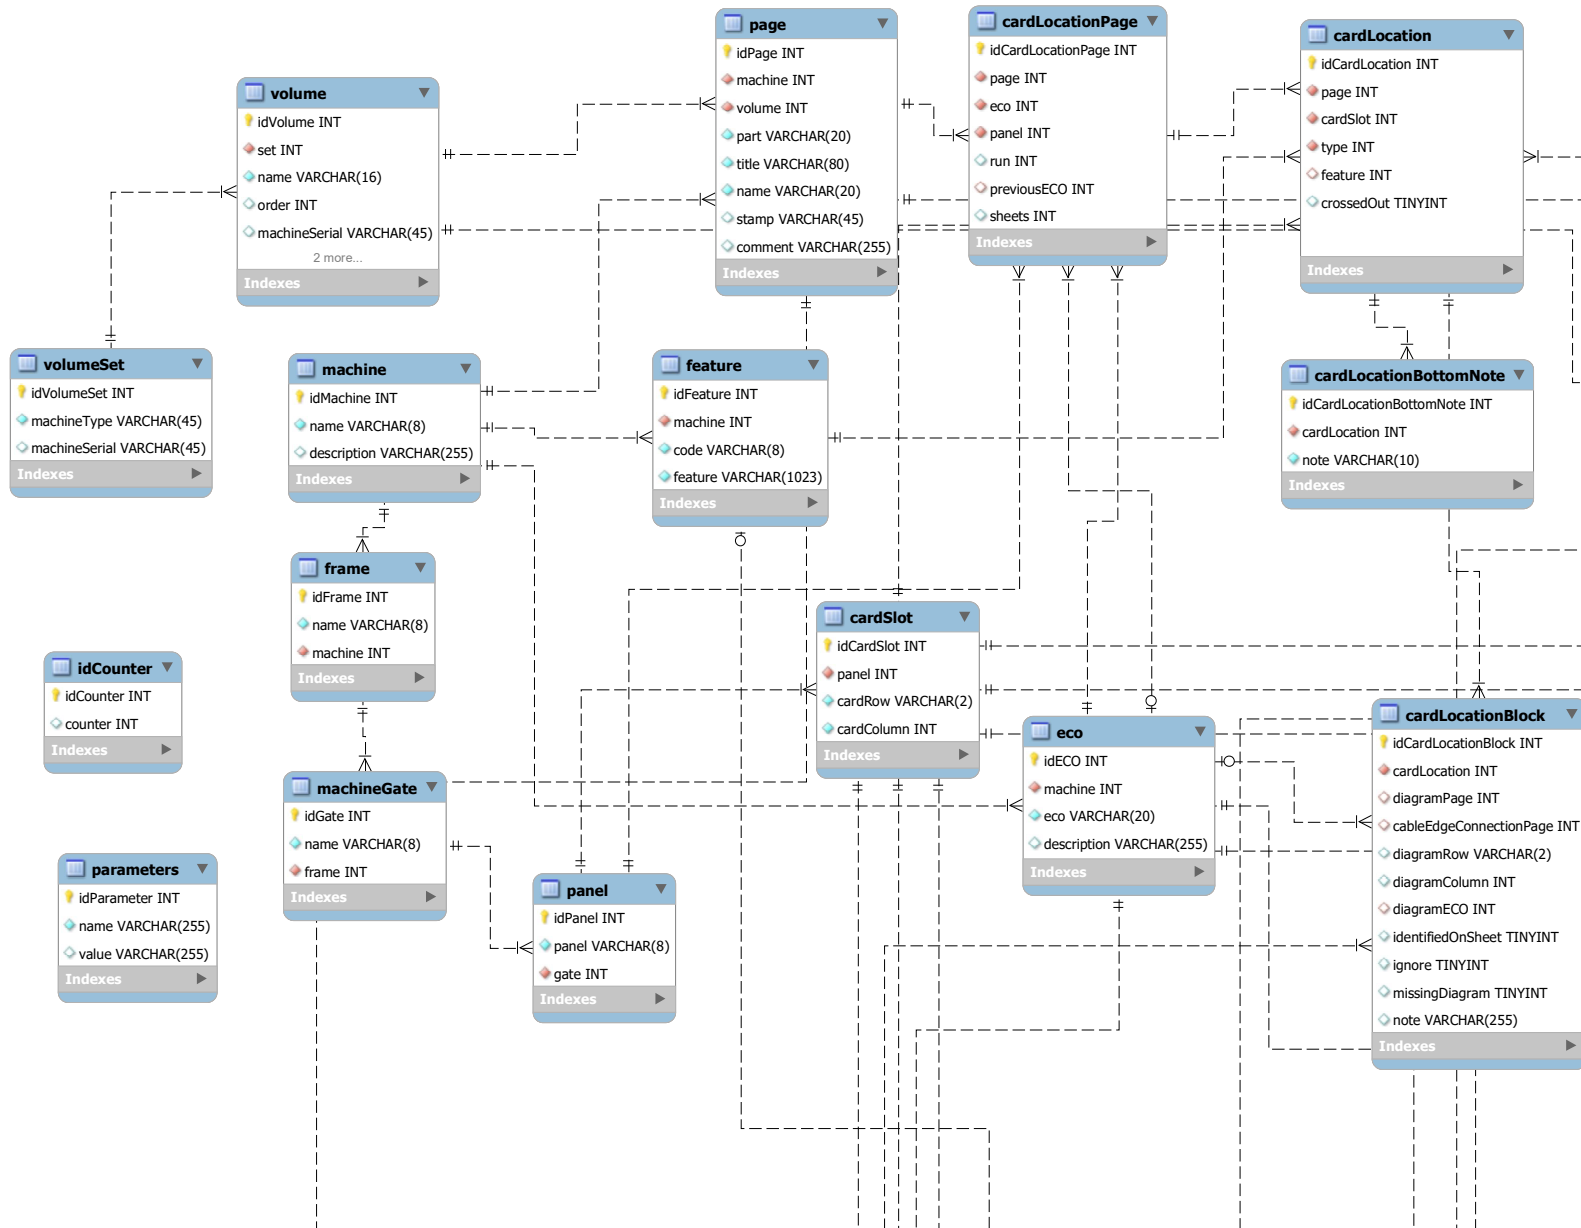 page
idPage INT
machine INT
volume INT
part VARCHAR(20)
title VARCHAR(80)
name VARCHAR(20)
stamp VARCHAR(45)
comment VARCHAR(255)
Indexes
cardLocationPage
idCardLocationPage INT
page INT
eco INT
panel INT
run INT
previousECO INT
sheets INT
Indexes
cardLocation
idCardLocation INT
page INT
cardSlot INT
type INT
feature INT
crossedOut TINYINT
Indexes
volume
idVolume INT
set INT
name VARCHAR(16)
order INT
machineSerial VARCHAR(45)
2 more...
Indexes
volumeSet
idVolumeSet INT
machineType VARCHAR(45)
machineSerial VARCHAR(45)
Indexes
machine
idMachine INT
name VARCHAR(8)
description VARCHAR(255)
Indexes
feature
idFeature INT
machine INT
code VARCHAR(8)
feature VARCHAR(1023)
Indexes
cardLocationBottomNote
idCardLocationBottomNote INT
cardLocation INT
note VARCHAR(10)
Indexes
frame
idFrame INT
name VARCHAR(8)
machine INT
Indexes
cardSlot
idCardSlot INT
panel INT
cardRow VARCHAR(2)
cardColumn INT
Indexes
idCounter
idCounter INT
counter INT
Indexes
eco
idECO INT
machine INT
eco VARCHAR(20)
description VARCHAR(255)
Indexes
cardLocationBlock
idCardLocationBlock INT
cardLocation INT
diagramPage INT
cableEdgeConnectionPage INT
diagramRow VARCHAR(2)
diagramColumn INT
diagramECO INT
identifiedOnSheet TINYINT
ignore TINYINT
missingDiagram TINYINT
note VARCHAR(255)
Indexes
machineGate
idGate INT
name VARCHAR(8)
frame INT
Indexes
parameters
idParameter INT
name VARCHAR(255)
value VARCHAR(255)
Indexes
panel
idPanel INT
panel VARCHAR(8)
gate INT
Indexes